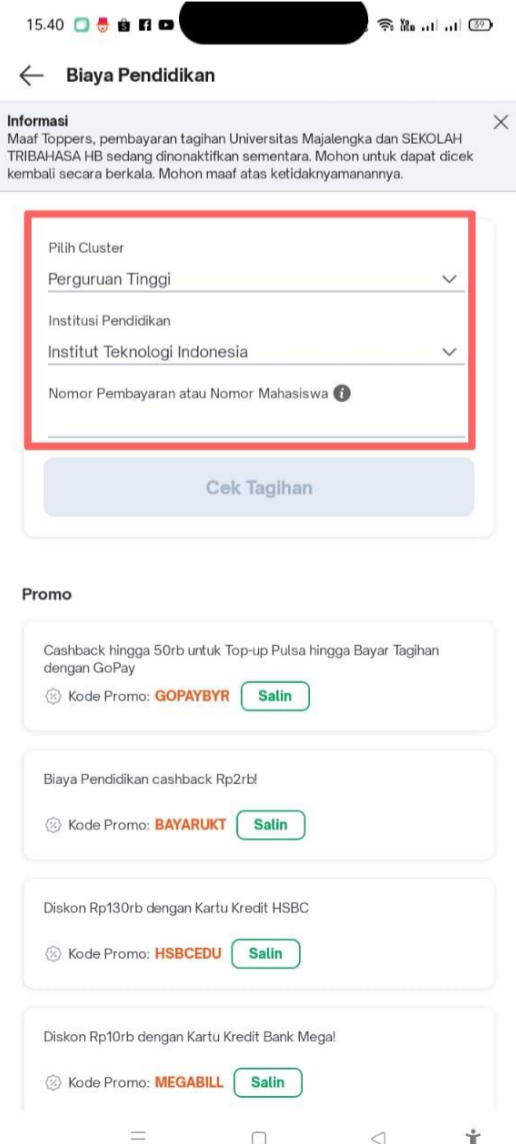 15.40
59
Biaya Pendidikan
Informasi
Maaf Toppers, pembayaran tagihan Universitas Majalengka dan SEKOLAH
TRIBAHASA HB sedang dinonaktifkan sementara. Mohon untuk dapat dicek
kembali secara berkala. Mohon maaf atas ketidaknyamanannya.
Pilih Cluster
Perguruan Tinggi
Institusi Pendidikan
Institut Teknologi Indonesia
Nomor Pembayaran atau Nomor Mahasiswa
Cek Tagihan
Promo
Cashback hingga 50rb untuk Top-up Pulsa hingga Bayar Tagihan
dengan GoPay
Kode Promo: GOPAYBYR Salin
Biaya Pendidikan cashback Rp2rb!
Kode Promo: BAYARUKT Salin
Diskon Rp130rb dengan Kartu Kredit HSBC
Kode Promo: HSBCEDU Salin
Diskon Rp10rb dengan Kartu Kredit Bank Mega!
Kode Promo: MEGABILL Salin